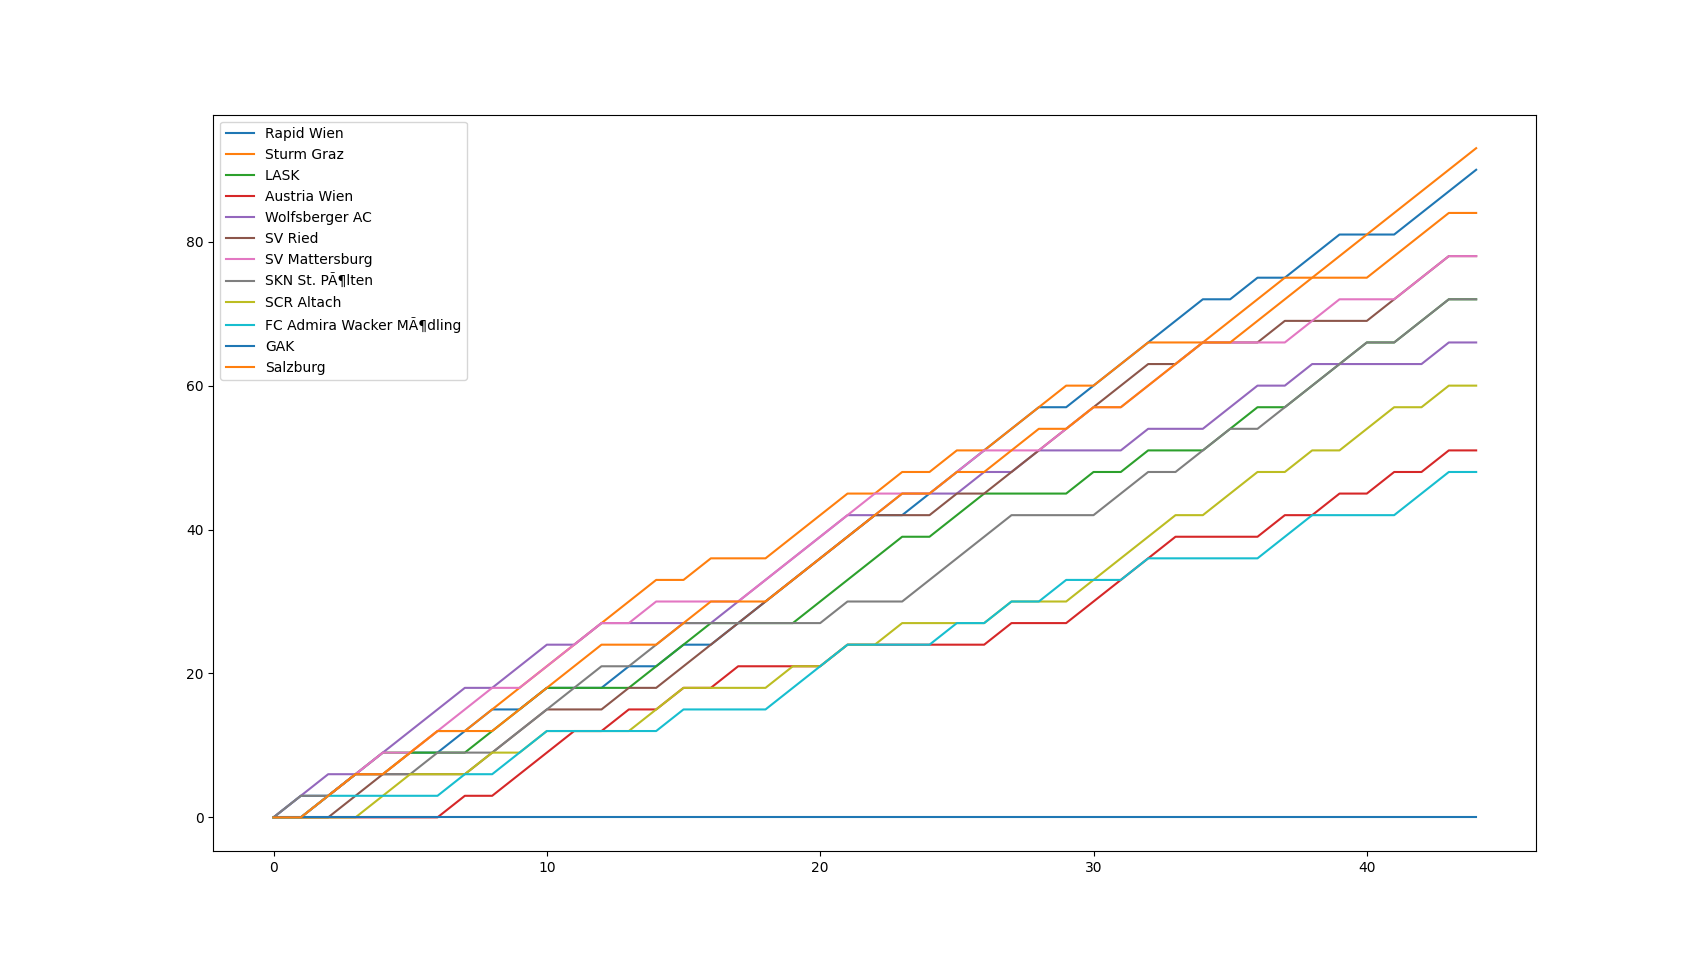 Rapid Wien
Sturm Graz
LASK
Austria Wien
Wolfsberger AC
SV Ried
SV Mattersburg
SKN St. PÃ¶lten
SCR Altach
FC Admira Wacker MÃ¶dling
GAK
Salzburg
80
60
40
20
0
0 10 20 30 40